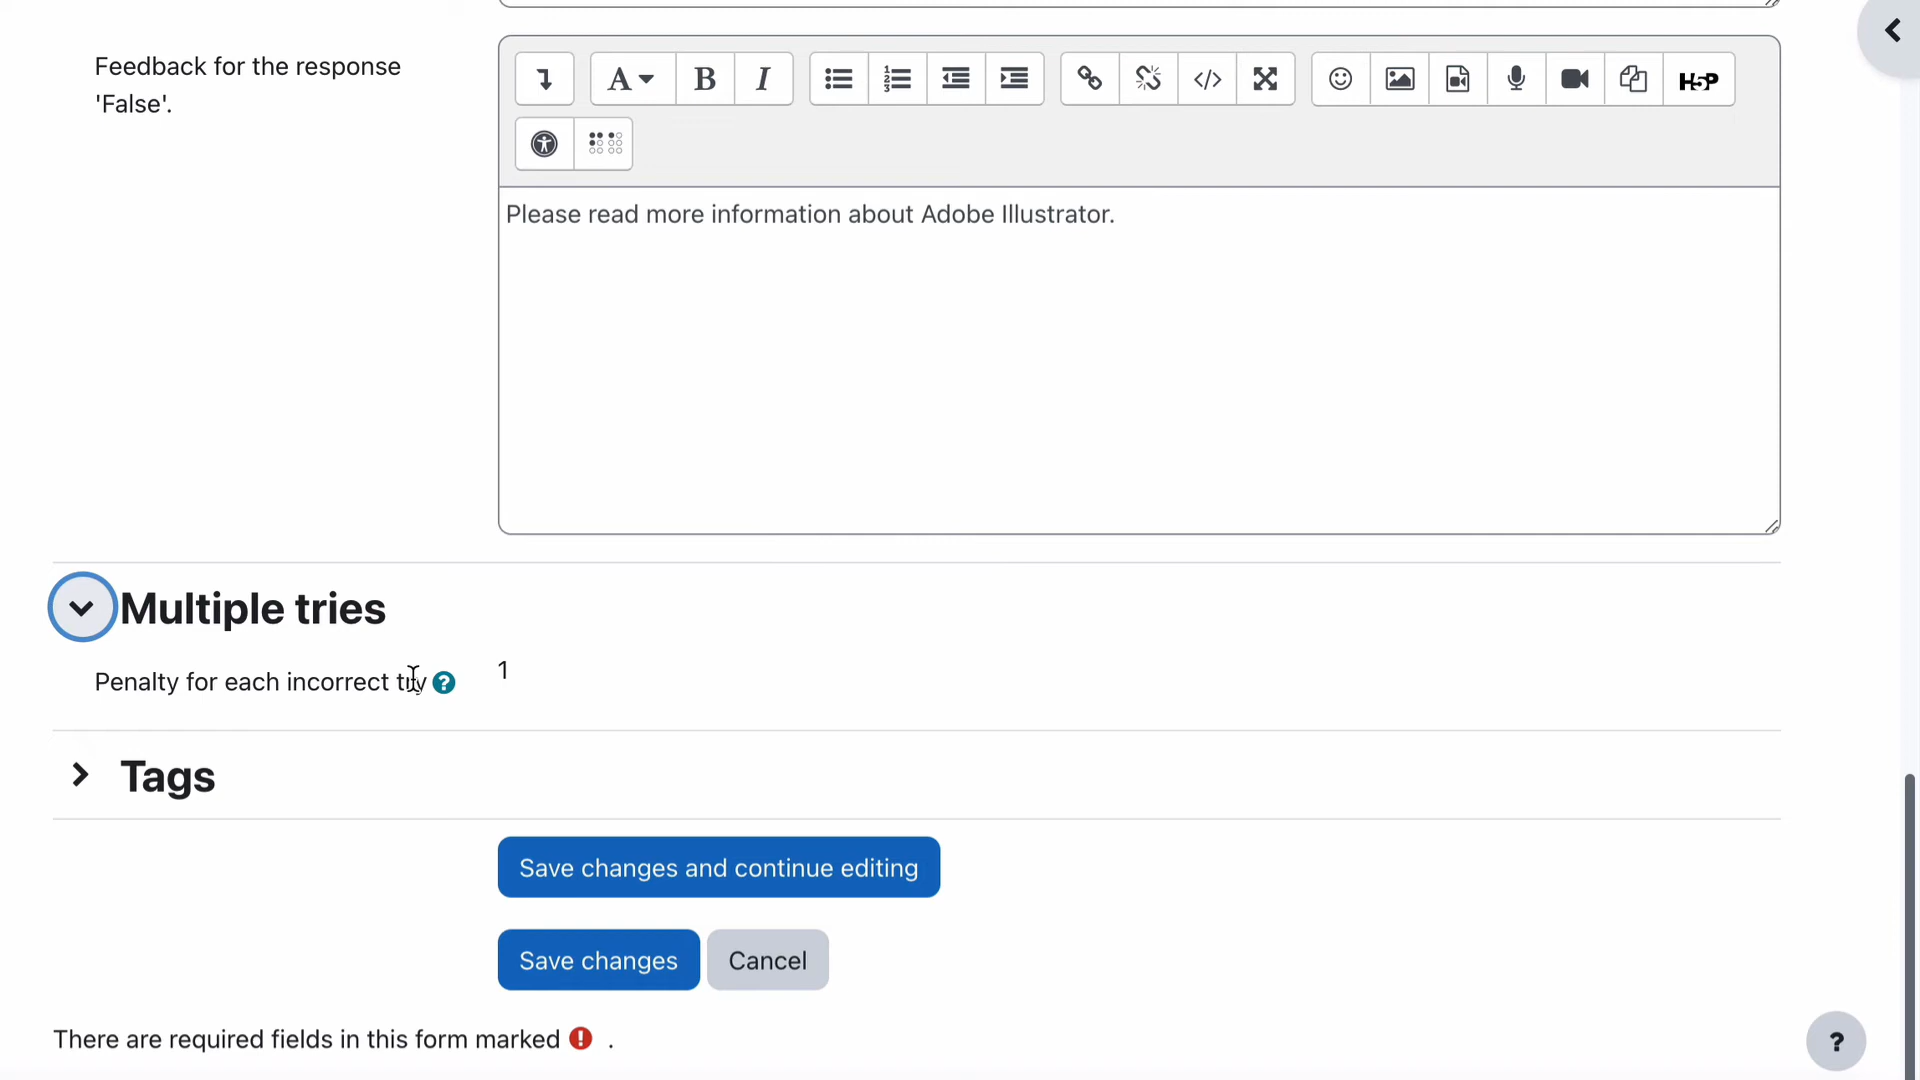 Feedback for the response
'False'.
A B I H5P
Please read more information about Adobe Illustrator.
Multiple tries
Penalty for each incorrect try ? 1
Tags
Save changes and continue editing
Save changes Cancel
There are required fields in this form marked ! .
?